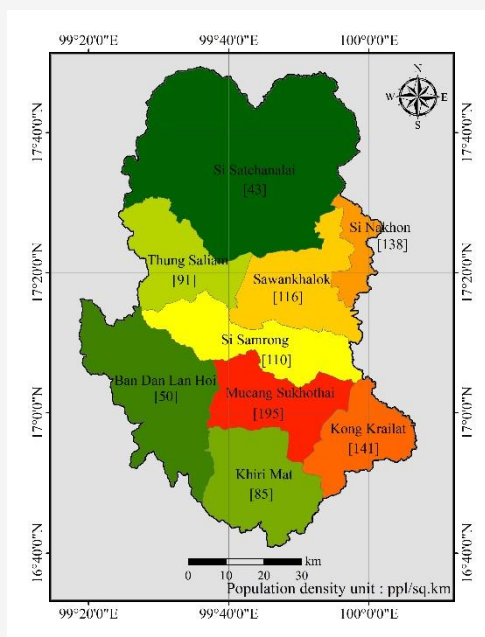 99°20'0"E 99°40'0"E 100°0'0"E
N
W E
S
17°40'0"N 17°40'0"N
Si Satchanalai
[43]
Si Nakhon
[138]
Thung Saliam
[91]
17°20'0"N 17°20'0"N
Sawankhalok
[116]
Si Samrong
[110]
Ban Dan Lan Hoi
[50]
Mucang Sukhothai
[195]
17°0'0"N 17°0'0"N
Kong Krailat
[141]
Khiri Mat
[85]
16°40'0"N 16°40'0"N
km
0 10 20 30
Population density unit : ppl/sq.km
99°20'0"E 99°40'0"E 100°0'0"E